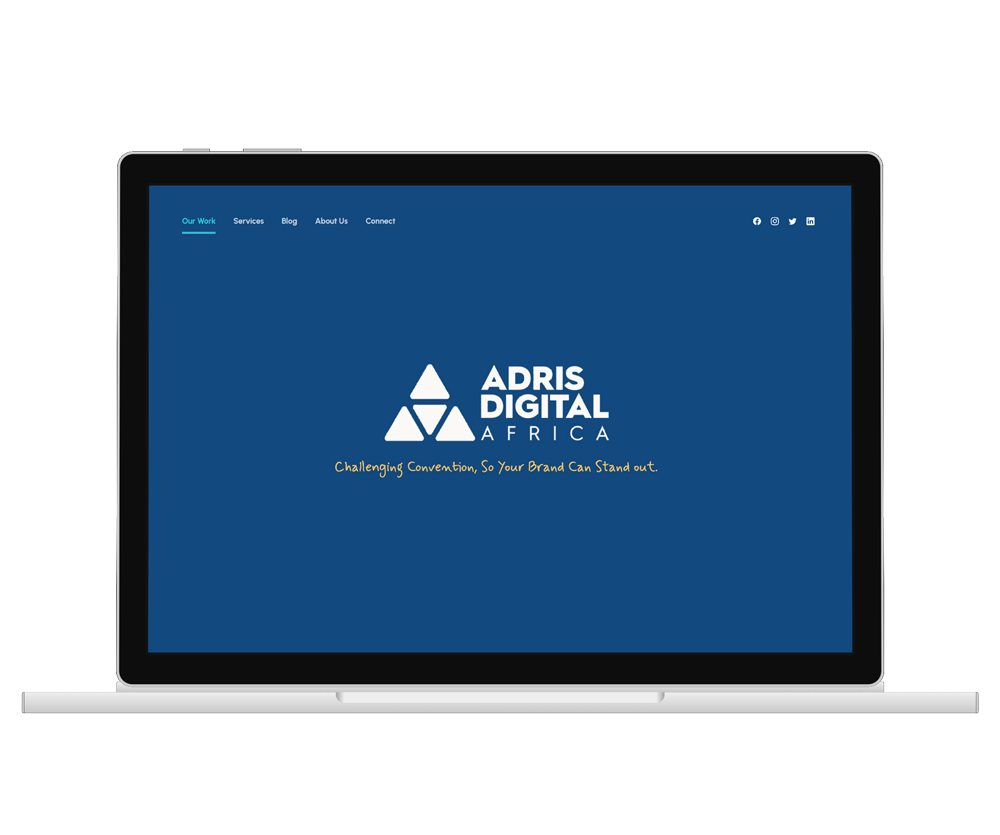 Our Work Services Blog About Us Connect
ADRIS
DIGITAL
AFRICA
Challenging Convention, So Your Brand Can Stand out.